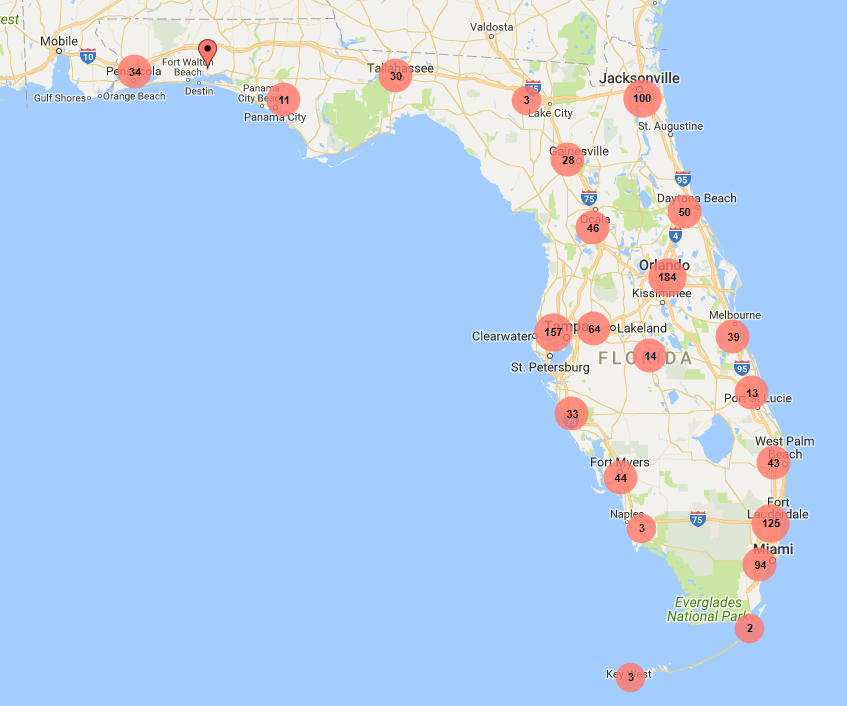 Valdosta
Mobile
10
34
Pensacola
Fort Walton
Beach
Destin
Gulf Shores
Orange Beach
Panama
City Beach
11
Panama City
Tallahassee
30
75
3
Lake City
Jacksonville
100
St. Augustine
Gainesville
28
95
75
Daytona Beach
50
Ocala
46
4
Orlando
184
Kissimmee
Melbourne
39
Clearwater
157
Tampa
64
Lakeland
St. Petersburg
FLORIDA
14
95
13
Port St Lucie
33
75
West Palm
Beach
43
Fort Myers
44
Fort
Lauderdale
125
Naples
3
75
Miami
94
Everglades
National Park
2
Key West
3